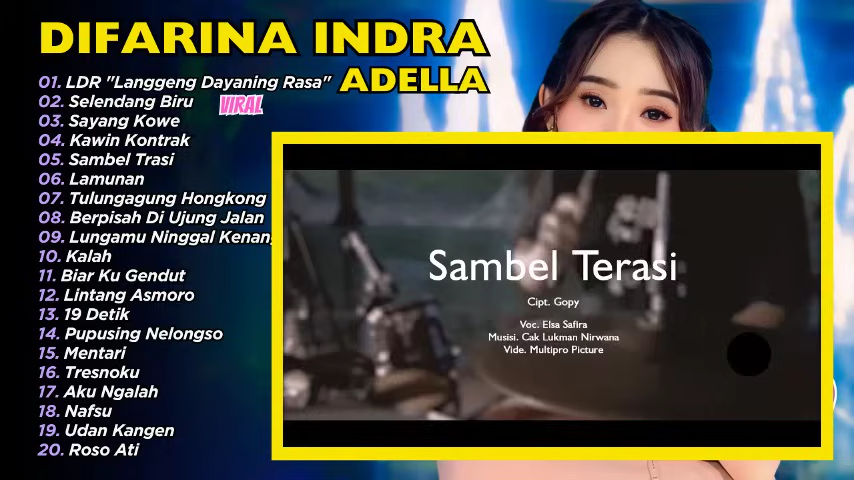 DIFARINA INDRA
ADELLA
01. LDR "Langgeng Dayaning Rasa"
02. Selendang Biru
VIRAL
03. Sayang Kowe
04. Kawin Kontrak
05. Sambel Trasi
06. Lamunan
07. Tulungagung Hongkong
08. Berpisah Di Ujung Jalan
09. Lungamu Ninggal Kenang
10. Kalah
11. Biar Ku Gendut
12. Lintang Asmoro
13. 19 Detik
14. Pupusing Nelongso
15. Mentari
16. Tresnoku
17. Aku Ngalah
18. Nafsu
19. Udan Kangen
20. Roso Ati
Sambel Terasi
Cipt. Gopy
Voc. Elsa Safira
Musisi. Cak Lukman Nirwana
Vide. Multipro Picture